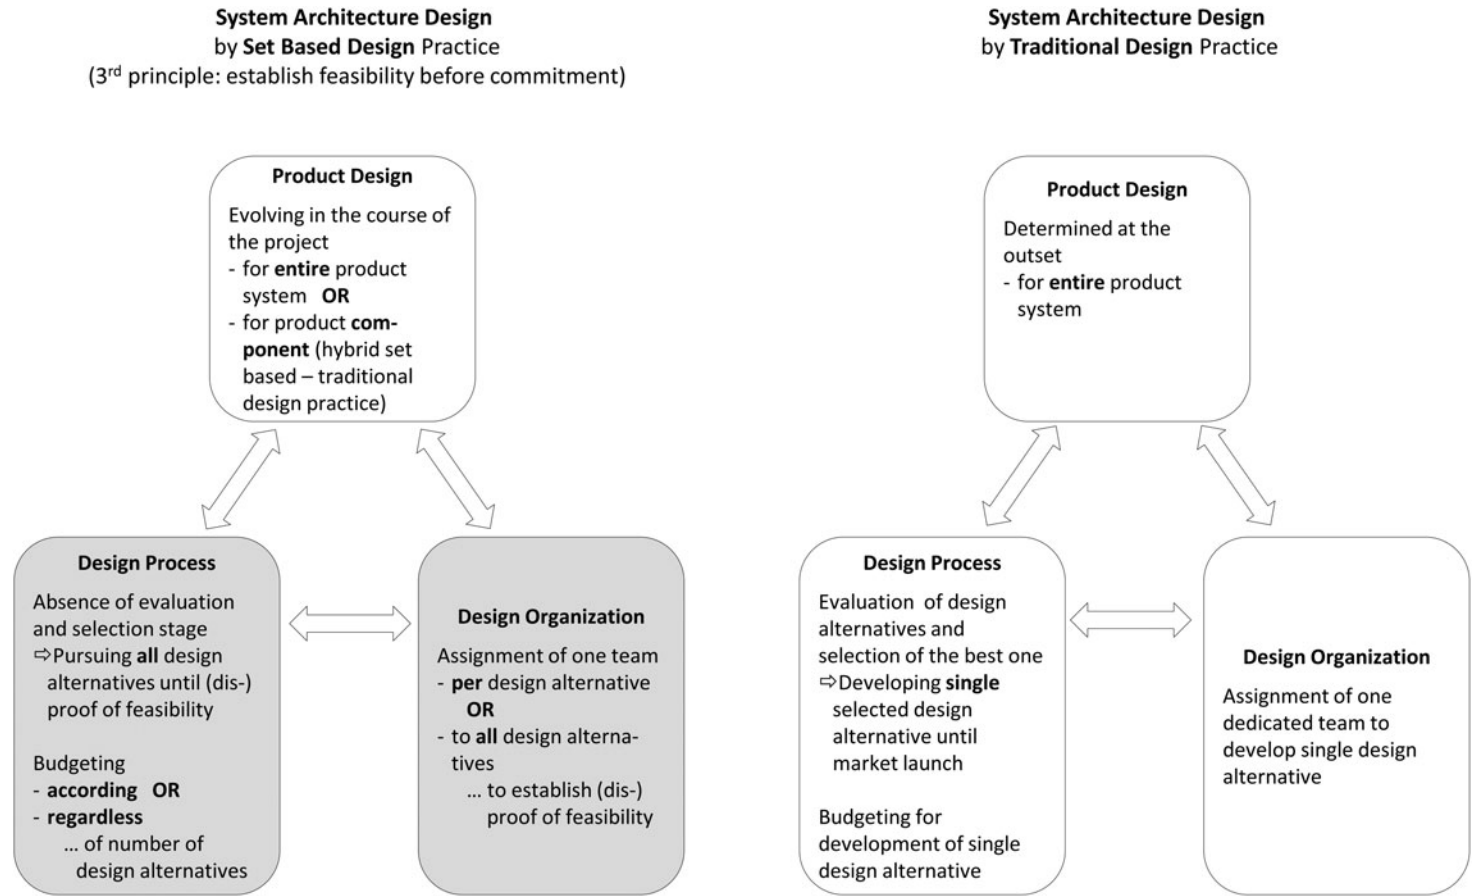 System Architecture Design
by Set Based Design Practice
(3rd principle: establish feasibility before commitment)
Product Design
Evolving in the course of
the project
- for entire product
system OR
- for product com-
ponent (hybrid set
based – traditional
design practice)
Design Process
Absence of evaluation
and selection stage
⇨Pursuing all design
alternatives until (dis-)
proof of feasibility
Budgeting
- according OR
- regardless
... of number of
design alternatives
Design Organization
Assignment of one team
- per design alternative
OR
- to all design alterna-
tives
... to establish (dis-)
proof of feasibility
System Architecture Design
by Traditional Design Practice
Product Design
Determined at the
outset
- for entire product
system
Design Process
Evaluation of design
alternatives and
selection of the best one
⇨Developing single
selected design
alternative until
market launch
Budgeting for
development of single
design alternative
Design Organization
Assignment of one
dedicated team to
develop single design
alternative